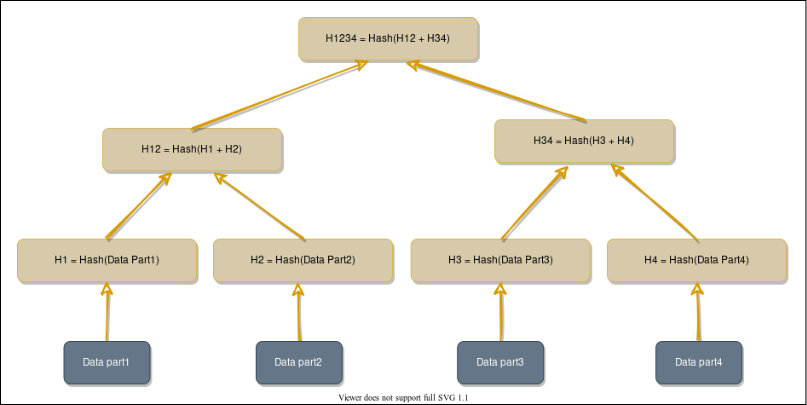 H1234 = Hash(H12 + H34)
H12 = Hash(H1 + H2)
H34 = Hash(H3 + H4)
H1 = Hash(Data Part1)
H2 = Hash(Data Part2)
H3 = Hash(Data Part3)
H4 = Hash(Data Part4)
Data part1
Data part2
Data part3
Data part4
Viewer does not support full SVG 1.1